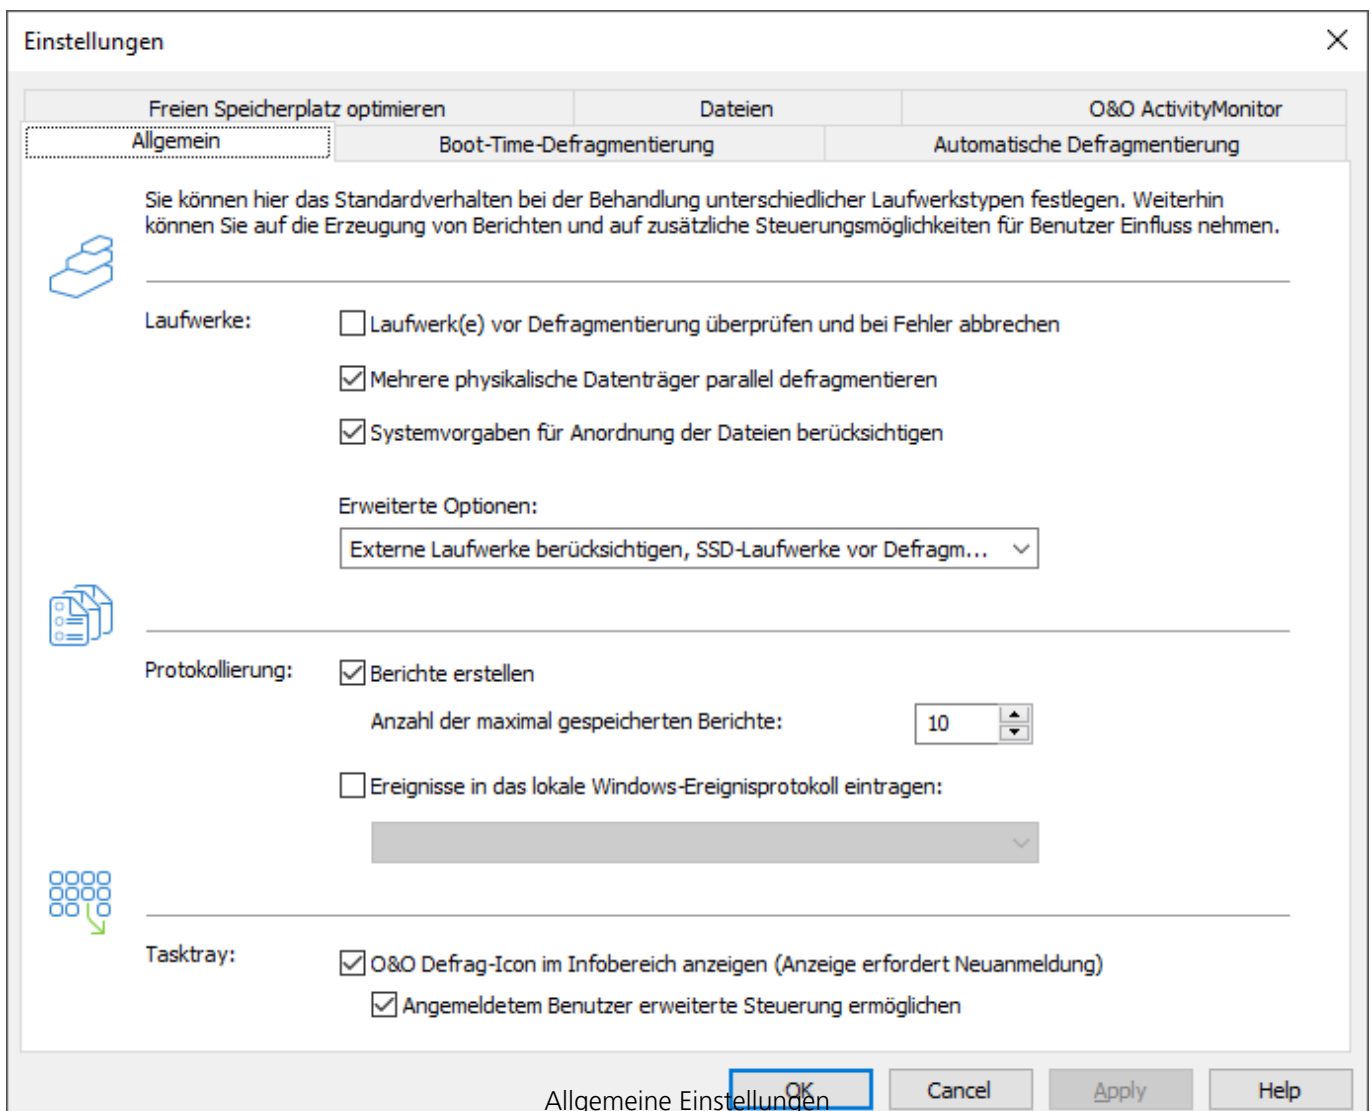 Einstellungen
Freien Speicherplatz optimieren
Dateien
O&O ActivityMonitor
Allgemein
Boot-Time-Defragmentierung
Automatische Defragmentierung
Sie können hier das Standardverhalten bei der Behandlung unterschiedlicher Laufwerkstypen festlegen. Weiterhin
können Sie auf die Erzeugung von Berichten und auf zusätzliche Steuerungsmöglichkeiten für Benutzer Einfluss nehmen.
Laufwerke:
Laufwerk(e) vor Defragmentierung überprüfen und bei Fehler abbrechen
Mehrere physikalische Datenträger parallel defragmentieren
Systemvorgaben für Anordnung der Dateien berücksichtigen
Erweiterte Optionen:
Externe Laufwerke berücksichtigen, SSD-Laufwerke vor Defragm...
Protokollierung:
Berichte erstellen
Anzahl der maximal gespeicherten Berichte:
10
Ereignisse in das lokale Windows-Ereignisprotokoll eintragen:
Tasktray:
O&O Defrag-Icon im Infobereich anzeigen (Anzeige erfordert Neuanmeldung)
Angemeldetem Benutzer erweiterte Steuerung ermöglichen
OK
Cancel
Apply
Help
Allgemeine Einstellungen